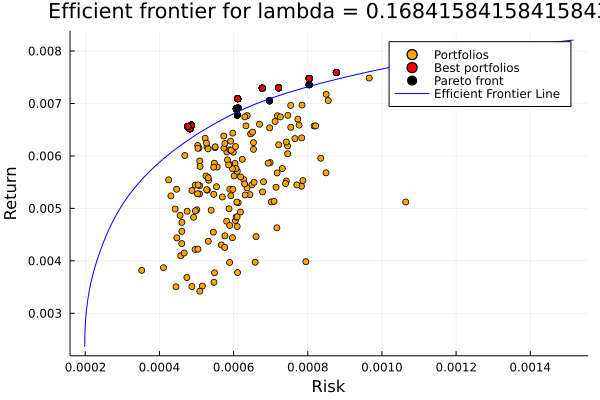 Efficient frontier for lambda = 0.1684158415841584:
0.008
0.007
0.006
0.005
0.004
0.003
Return
0.0002
0.0004
0.0006
0.0008
0.0010
0.0012
0.0014
Risk
Portfolios
Best portfolios
Pareto front
Efficient Frontier Line